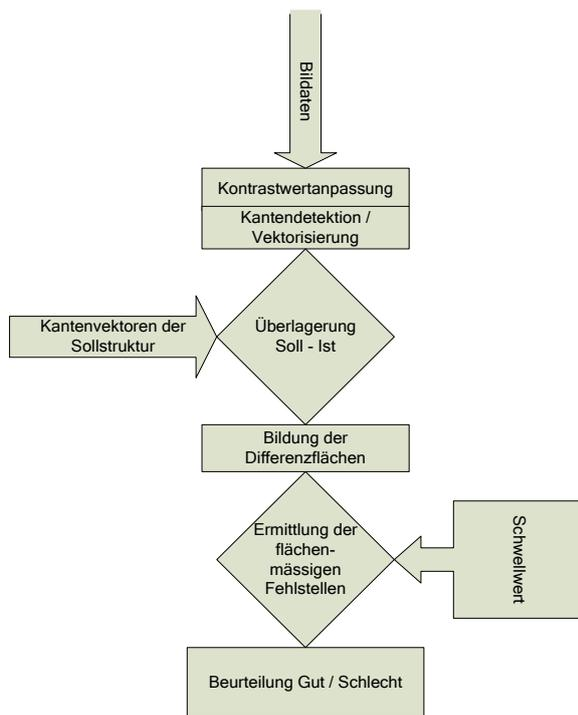 Bildaten
Kontrastwertanpassung
Kantendetektion /
Vektorisierung
Kantenvektoren der
Sollstruktur
Überlagerung
Soll - Ist
Bildung der
Differenzflächen
Ermittlung der
flächen-
mässigen
Fehlstellen
Schwellwert
Beurteilung Gut / Schlecht